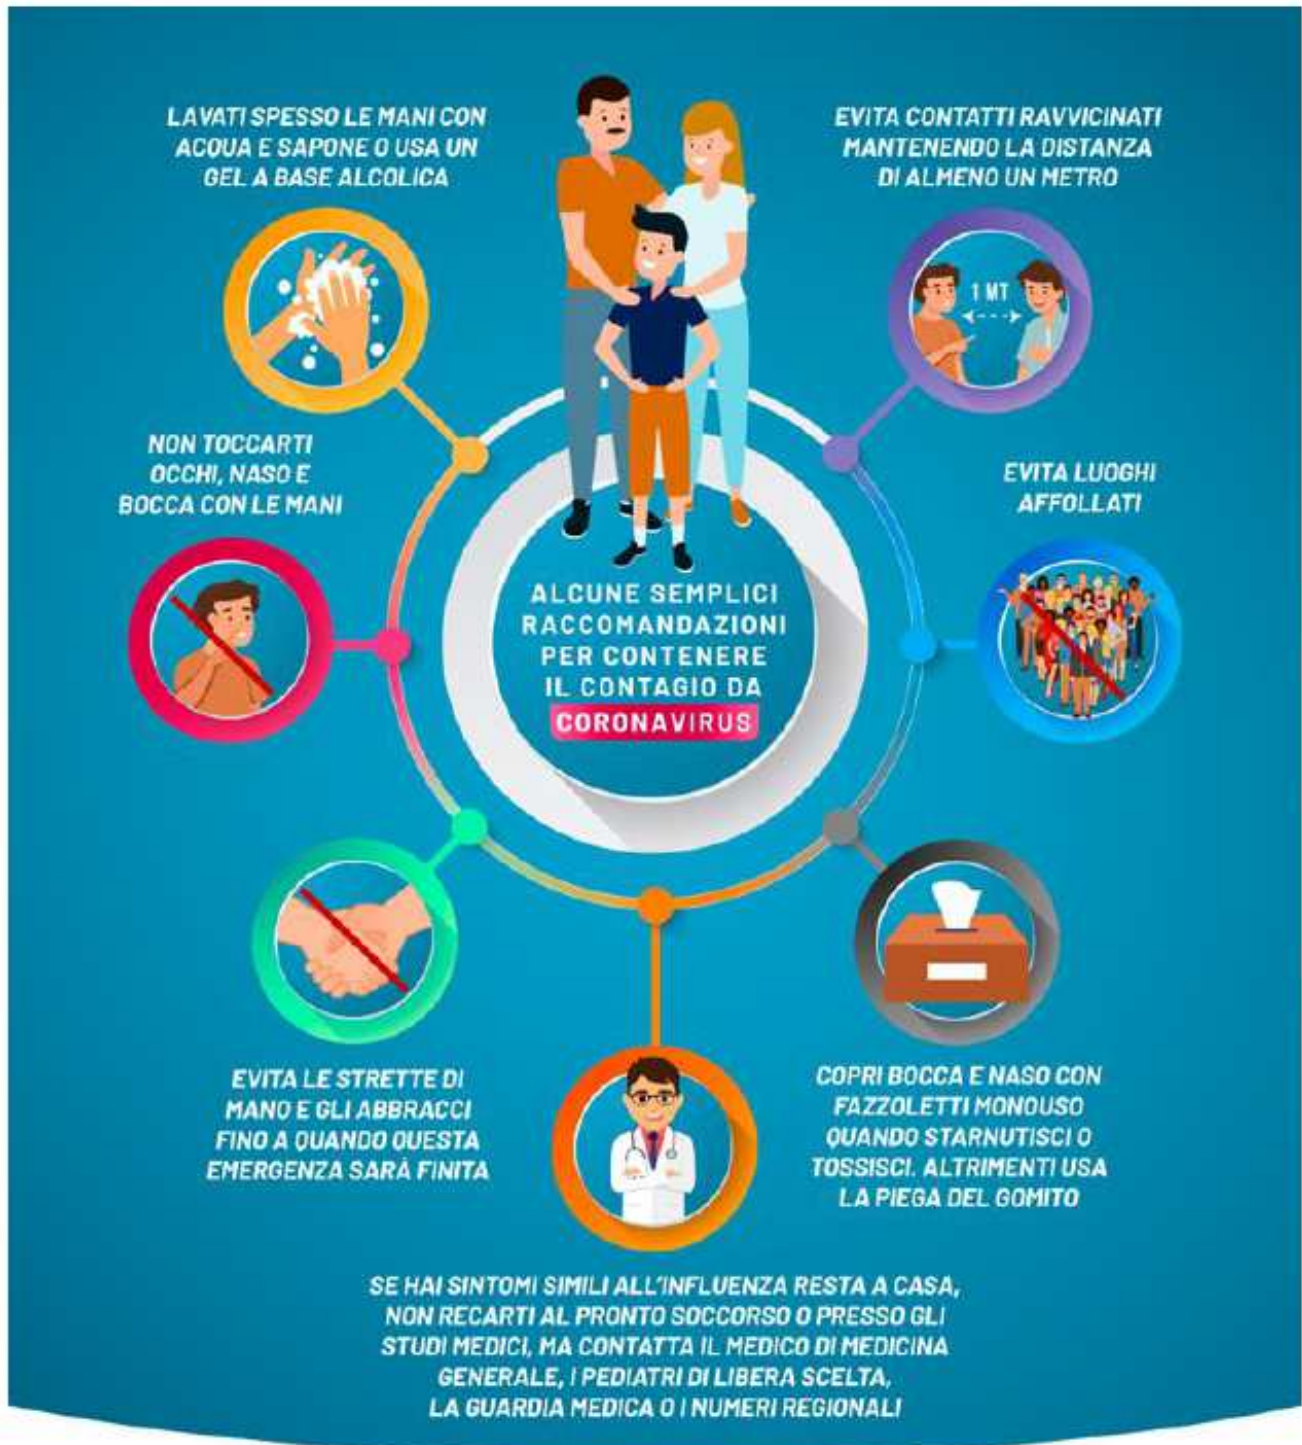 LAVATI SPESSO LE MANI CON
ACQUA E SAPONE O USA UN
GEL A BASE ALCOLICA
EVITA CONTATTI RAVVICINATI
MANTENENDO LA DISTANZA
DI ALMENO UN METRO
1 MT
NON TOCCARTI
OCCHI, NASO E
BOCCA CON LE MANI
EVITA LUOGHI
AFFOLLATI
ALCUNE SEMPLICI
RACCOMANDAZIONI
PER CONTENERE
IL CONTAGIO DA
CORONAVIRUS
EVITA LE STRETTE DI
MANO E GLI ABBRACCI
FINO A QUANDO QUESTA
EMERGENZA SARÀ FINITA
COPRI BOCCA E NASO CON
FAZZOLETTI MONOUSO
QUANDO STARNUTISCI O
TOSSISCI. ALTRIMENTI USA
LA PIEGA DEL GOMITO
SE HAI SINTOMI SIMILI ALL'INFLUENZA RESTA A CASA,
NON RECARTI AL PRONTO SOCCORSO O PRESSO GLI
STUDI MEDICI, MA CONTATTA IL MEDICO DI MEDICINA
GENERALE, I PEDIATRI DI LIBERA SCELTA,
LA GUARDIA MEDICA O I NUMERI REGIONALI